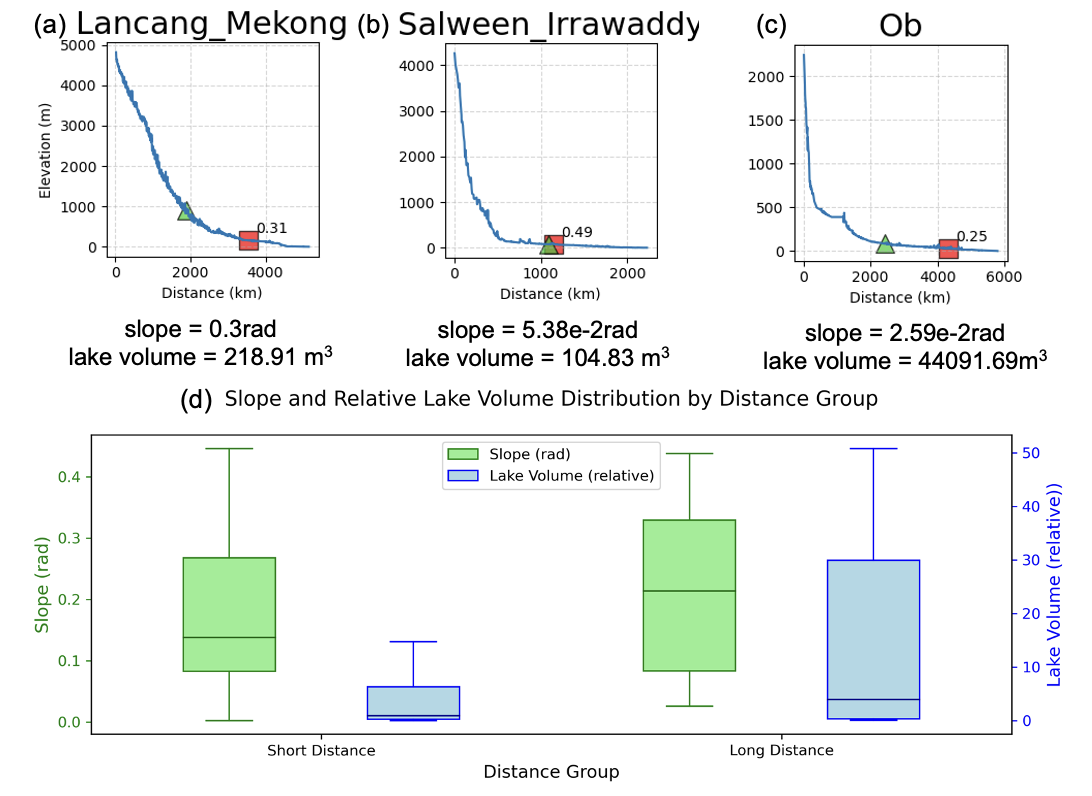 (a) Lancang_Mekong
5000
4000
3000
2000
1000
0
Elevation (m)
0.31
0 2000 4000
Distance (km)
slope = 0.3rad
lake volume = 218.91 m³
(b) Salween_Irrawaddy
4000
3000
2000
1000
0
0.49
0 1000 2000
Distance (km)
slope = 5.38e-2rad
lake volume = 104.83 m³
(c) Ob
2000
1500
1000
500
0
0.25
0 2000 4000 6000
Distance (km)
slope = 2.59e-2rad
lake volume = 44091.69m³
(d) Slope and Relative Lake Volume Distribution by Distance Group
Slope (rad)
0.4
0.3
0.2
0.1
0.0
Slope (rad)
Lake Volume (relative)
50
40
30
20
10
0
Lake Volume (relative))
Short Distance Long Distance
Distance Group